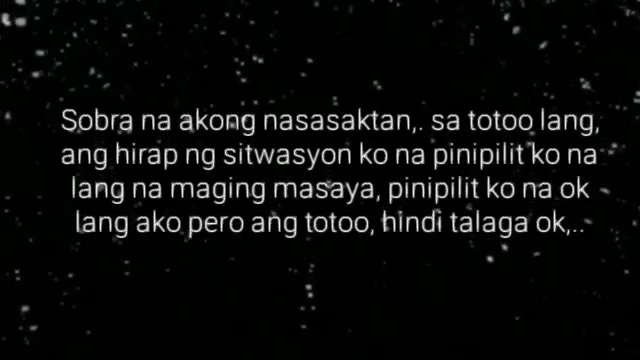 Sobra na akong nasasaktan,. sa totoo lang,
ang hirap ng sitwasyon ko na pinipilit ko na
lang na maging masaya, pinipilit ko na ok
lang ako pero ang totoo, hindi talaga ok,..